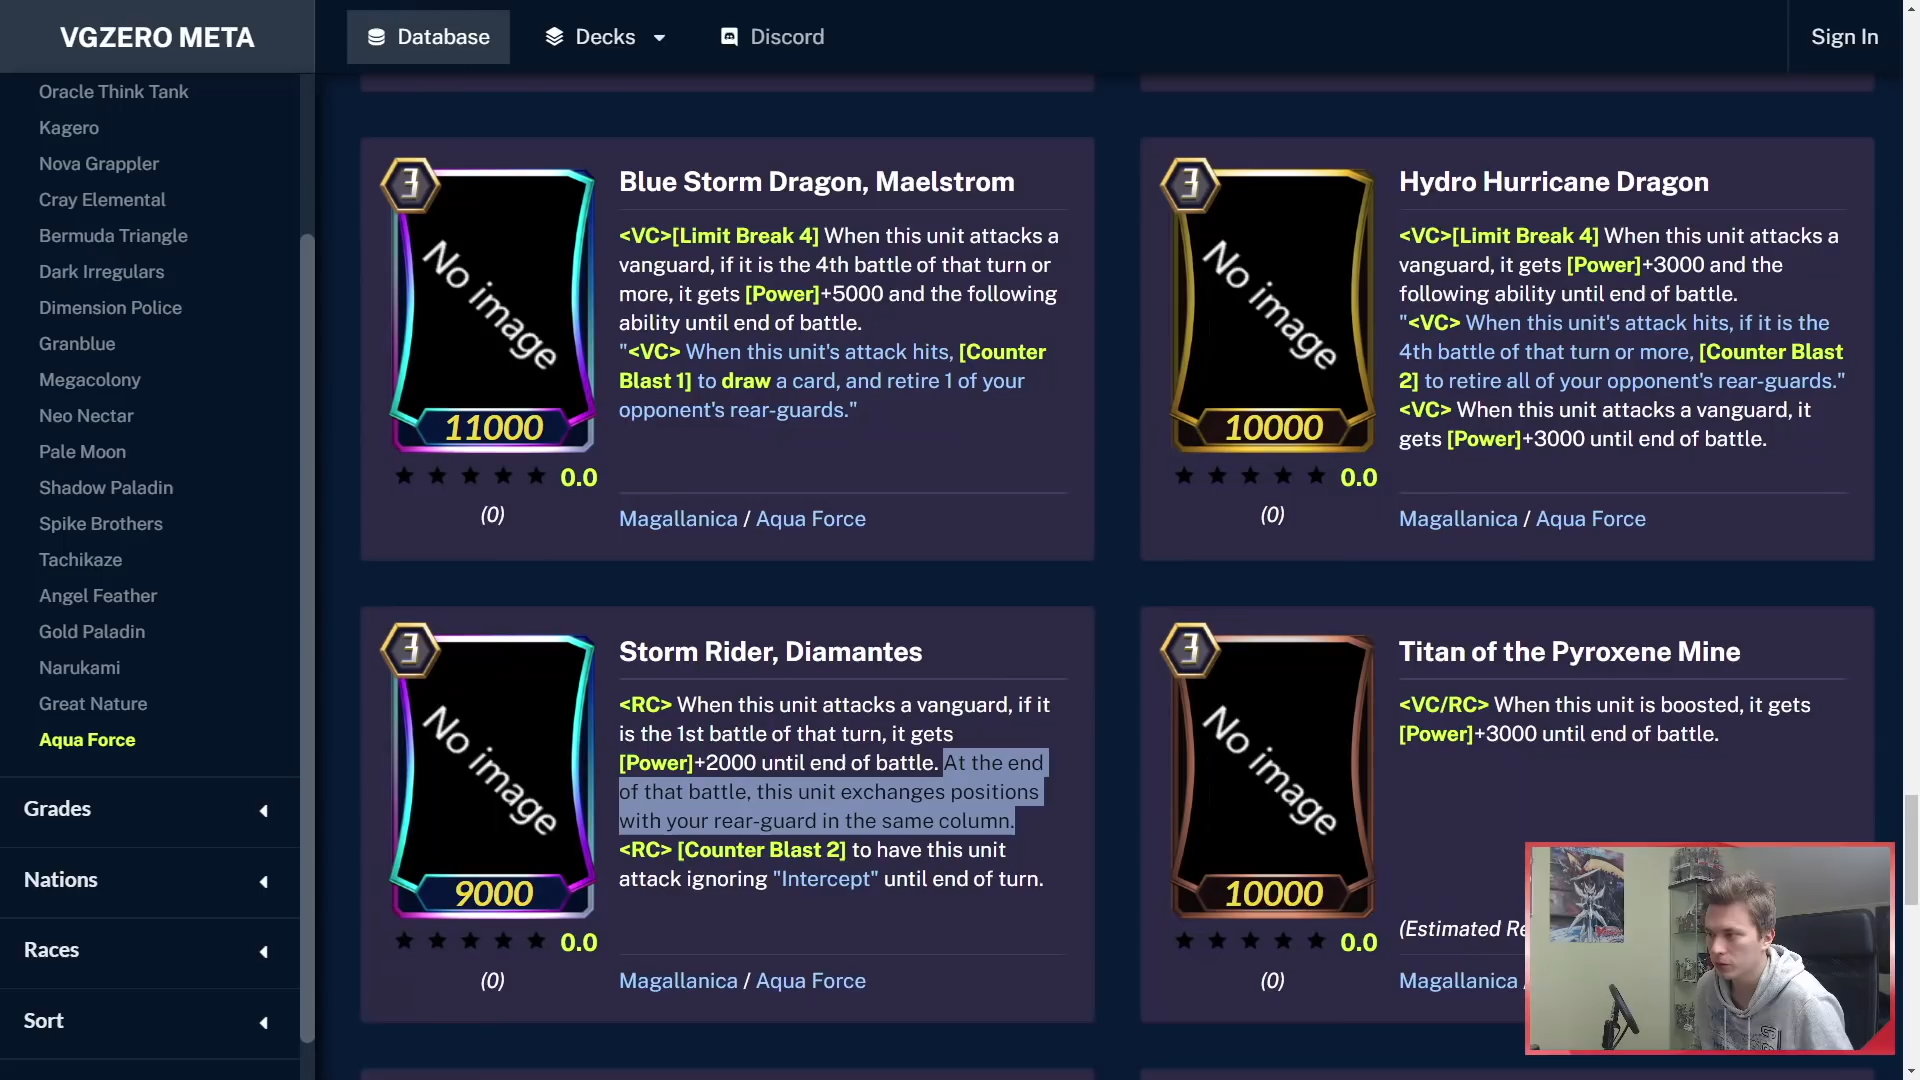 VGZERO META
Database
Decks
Discord
Sign In
Oracle Think Tank
Kagero
Nova Grappler
Cray Elemental
Bermuda Triangle
Dark Irregulars
Dimension Police
Granblue
Megacolony
Neo Nectar
Pale Moon
Shadow Paladin
Spike Brothers
Tachikaze
Angel Feather
Gold Paladin
Narukami
Great Nature
Aqua Force
Grades
Nations
Races
Sort
3
No image
11000
0.0
(0)
Blue Storm Dragon, Maelstrom
<VC>[Limit Break 4] When this unit attacks a
vanguard, if it is the 4th battle of that turn or
more, it gets [Power]+5000 and the following
ability until end of battle.
"<VC> When this unit's attack hits, [Counter
Blast 1] to draw a card, and retire 1 of your
opponent's rear-guards."
Magallanica / Aqua Force
3
No image
10000
0.0
(0)
Hydro Hurricane Dragon
<VC>[Limit Break 4] When this unit attacks a
vanguard, it gets [Power]+3000 and the
following ability until end of battle.
"<VC> When this unit's attack hits, if it is the
4th battle of that turn or more, [Counter Blast
2] to retire all of your opponent's rear-guards."
<VC> When this unit attacks a vanguard, it
gets [Power]+3000 until end of battle.
Magallanica / Aqua Force
3
No image
9000
0.0
(0)
Storm Rider, Diamantes
<RC> When this unit attacks a vanguard, if it
is the 1st battle of that turn, it gets
[Power]+2000 until end of battle. At the end
of that battle, this unit exchanges positions
with your rear-guard in the same column.
<RC> [Counter Blast 2] to have this unit
attack ignoring "Intercept" until end of turn.
Magallanica / Aqua Force
3
No image
10000
0.0
(0)
Titan of the Pyroxene Mine
<VC/RC> When this unit is boosted, it gets
[Power]+3000 until end of battle.
(Estimated Re
Magallanica /